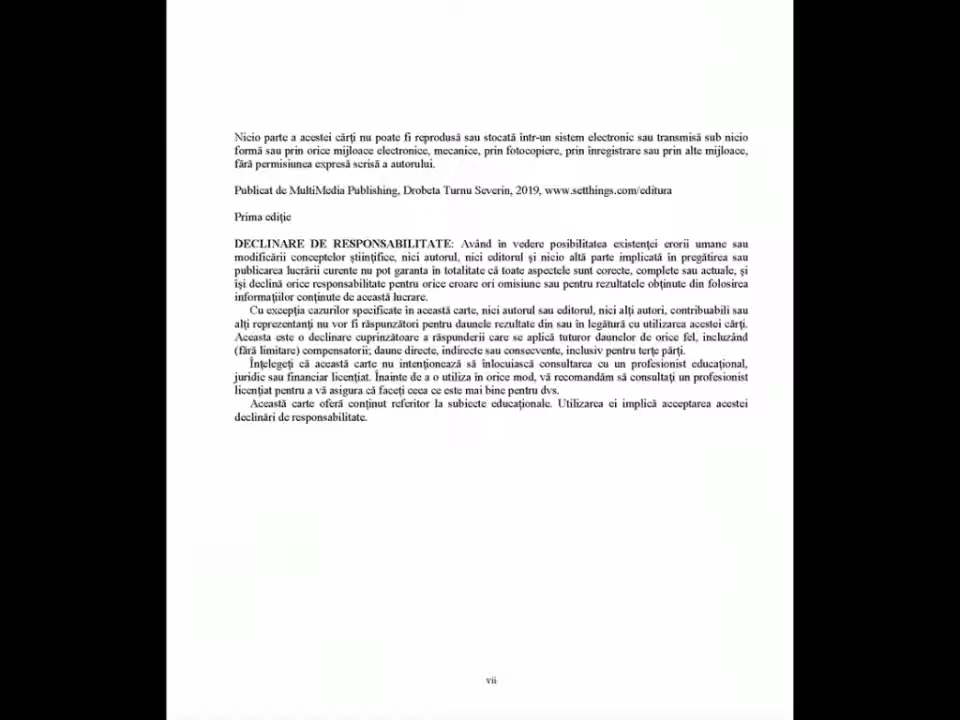 Nicio parte a acestei cărți nu poate fi reprodusă sau stocată într-un sistem electronic sau transmisă sub nicio
formă sau prin orice mijloace electronice, mecanice, prin fotocopiere, prin înregistrare sau prin alte mijloace,
fără permisiunea expresă scrisă a autorului.
Publicat de MultiMedia Publishing, Drobeta Turnu Severin, 2019, www.setthings.com/editura
Prima ediție
DECLINARE DE RESPONSABILITATE: Având în vedere posibilitatea existenței erorii umane sau
modificării conceptelor științifice, nici autorul, nici editorul și nicio altă parte implicată în pregătirea sau
publicarea lucrării curente nu pot garanta în totalitate că toate aspectele sunt corecte, complete sau actuale, și
își declină orice responsabilitate pentru orice eroare ori omisiune sau pentru rezultatele obținute din folosirea
informațiilor conținute de această lucrare.
Cu excepția cazurilor specificate în această carte, nici autorul sau editorul, nici alți autori, contribuabili sau
alți reprezentanți nu vor fi răspunzători pentru daunele rezultate din sau în legătură cu utilizarea acestei cărți.
Aceasta este o declinare cuprinzătoare a răspunderii care se aplică tuturor daunelor de orice fel, incluzând
(fără limitare) compensatorii; daune directe, indirecte sau consecvente, inclusiv pentru terțe părți.
Înțelegeți că această carte nu intenționează să înlocuiască consultarea cu un profesionist educațional,
juridic sau financiar licențiat. Înainte de a o utiliza în orice mod, vă recomandăm să consultați un profesionist
licențiat pentru a vă asigura că faceți ceea ce este mai bine pentru dvs.
Această carte oferă conținut referitor la subiecte educaționale. Utilizarea ei implică acceptarea acestei
declinări de responsabilitate.
vii